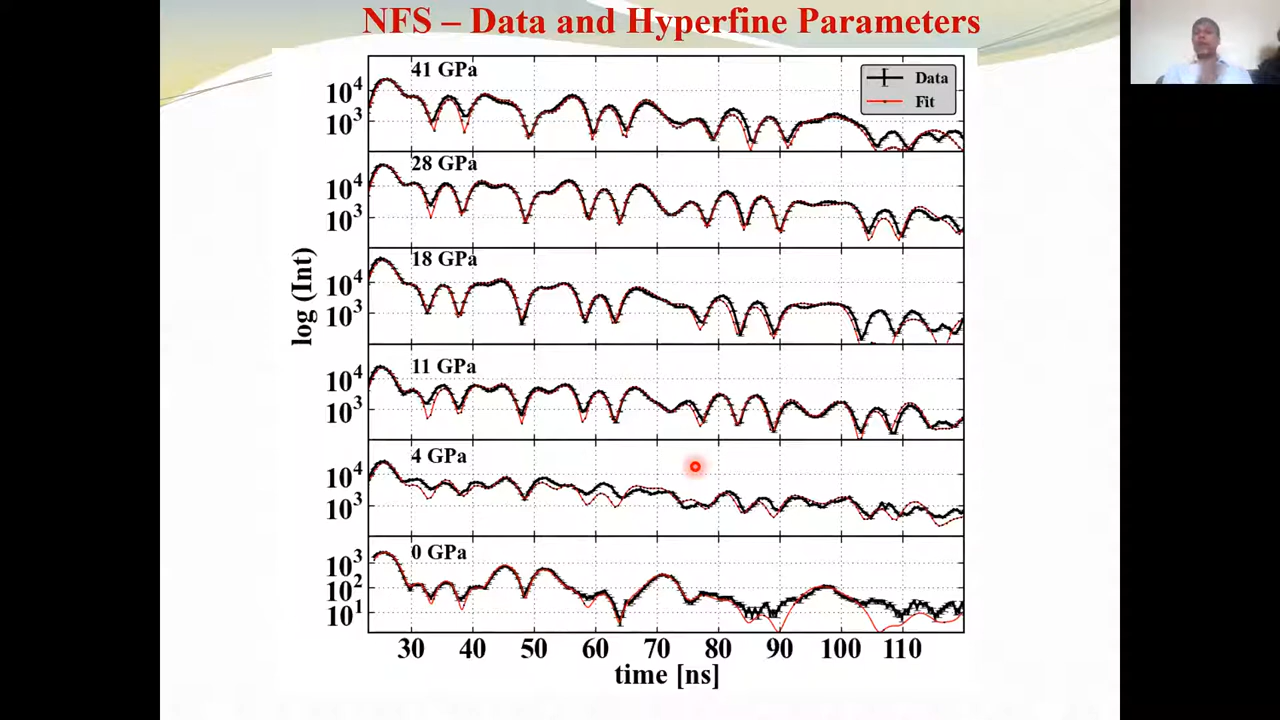 NFS – Data and Hyperfine Parameters
41 GPa
10⁴
10³
Data
Fit
28 GPa
10⁴
10³
18 GPa
10⁴
10³
11 GPa
10⁴
10³
4 GPa
10⁴
10³
0 GPa
10³
10²
10¹
log (Int)
30 40 50 60 70 80 90 100 110
time [ns]